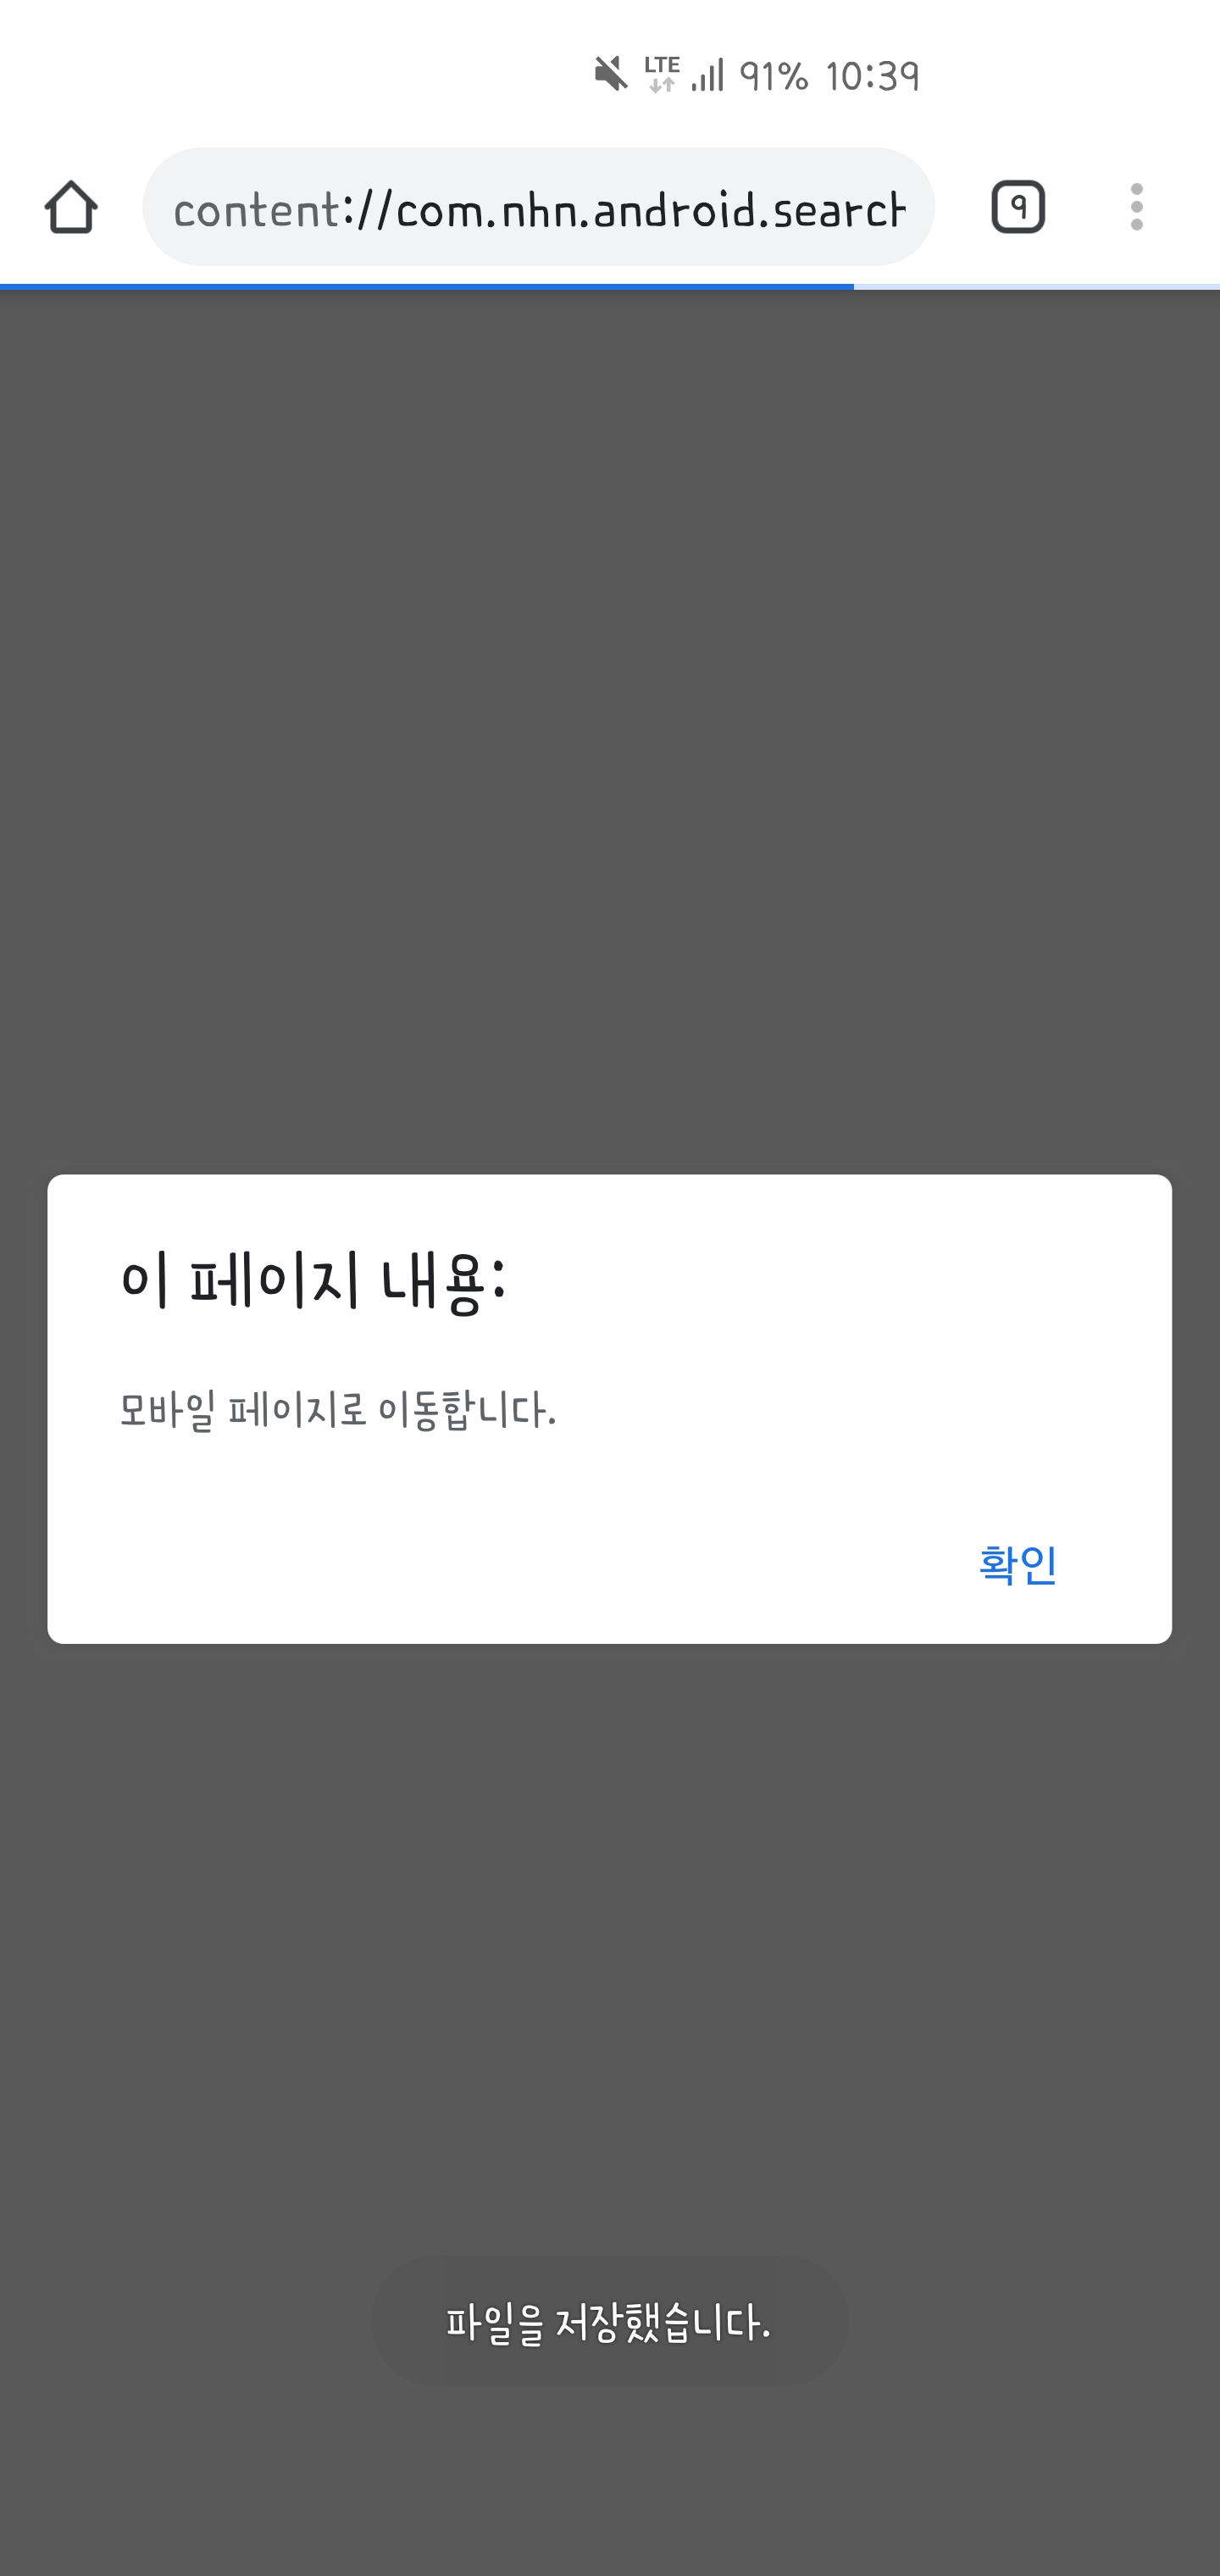 LTE 91% 10:39
content://com.nhn.android.search
9
이 페이지 내용:
모바일 페이지로 이동합니다.
확인
파일을 저장했습니다.